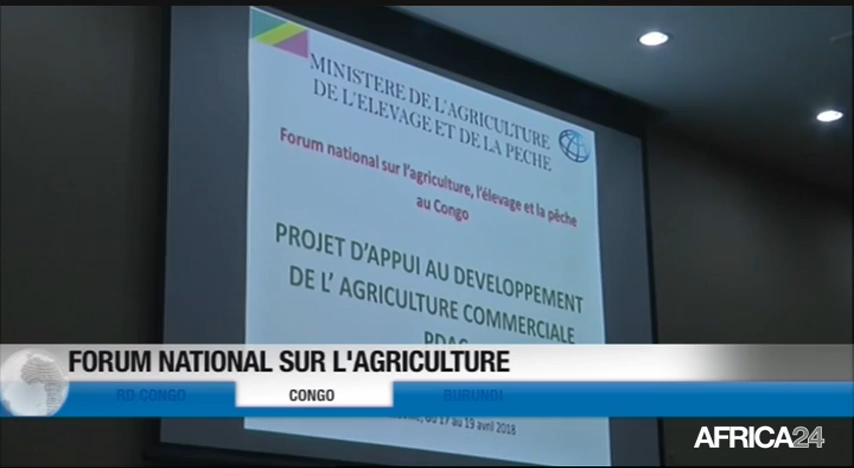 MINISTERE DE L'AGRICULTURE
DE L'ELEVAGE ET DE LA PECHE
Forum national sur l'agriculture, l'élevage et la pêche
au Congo
PROJET D'APPUI AU DEVELOPPEMENT
DE L' AGRICULTURE COMMERCIALE
PDAC
FORUM NATIONAL SUR L'AGRICULTURE
RD CONGO CONGO BURUNDI
du 17 au 19 avril 2018
AFRICA24